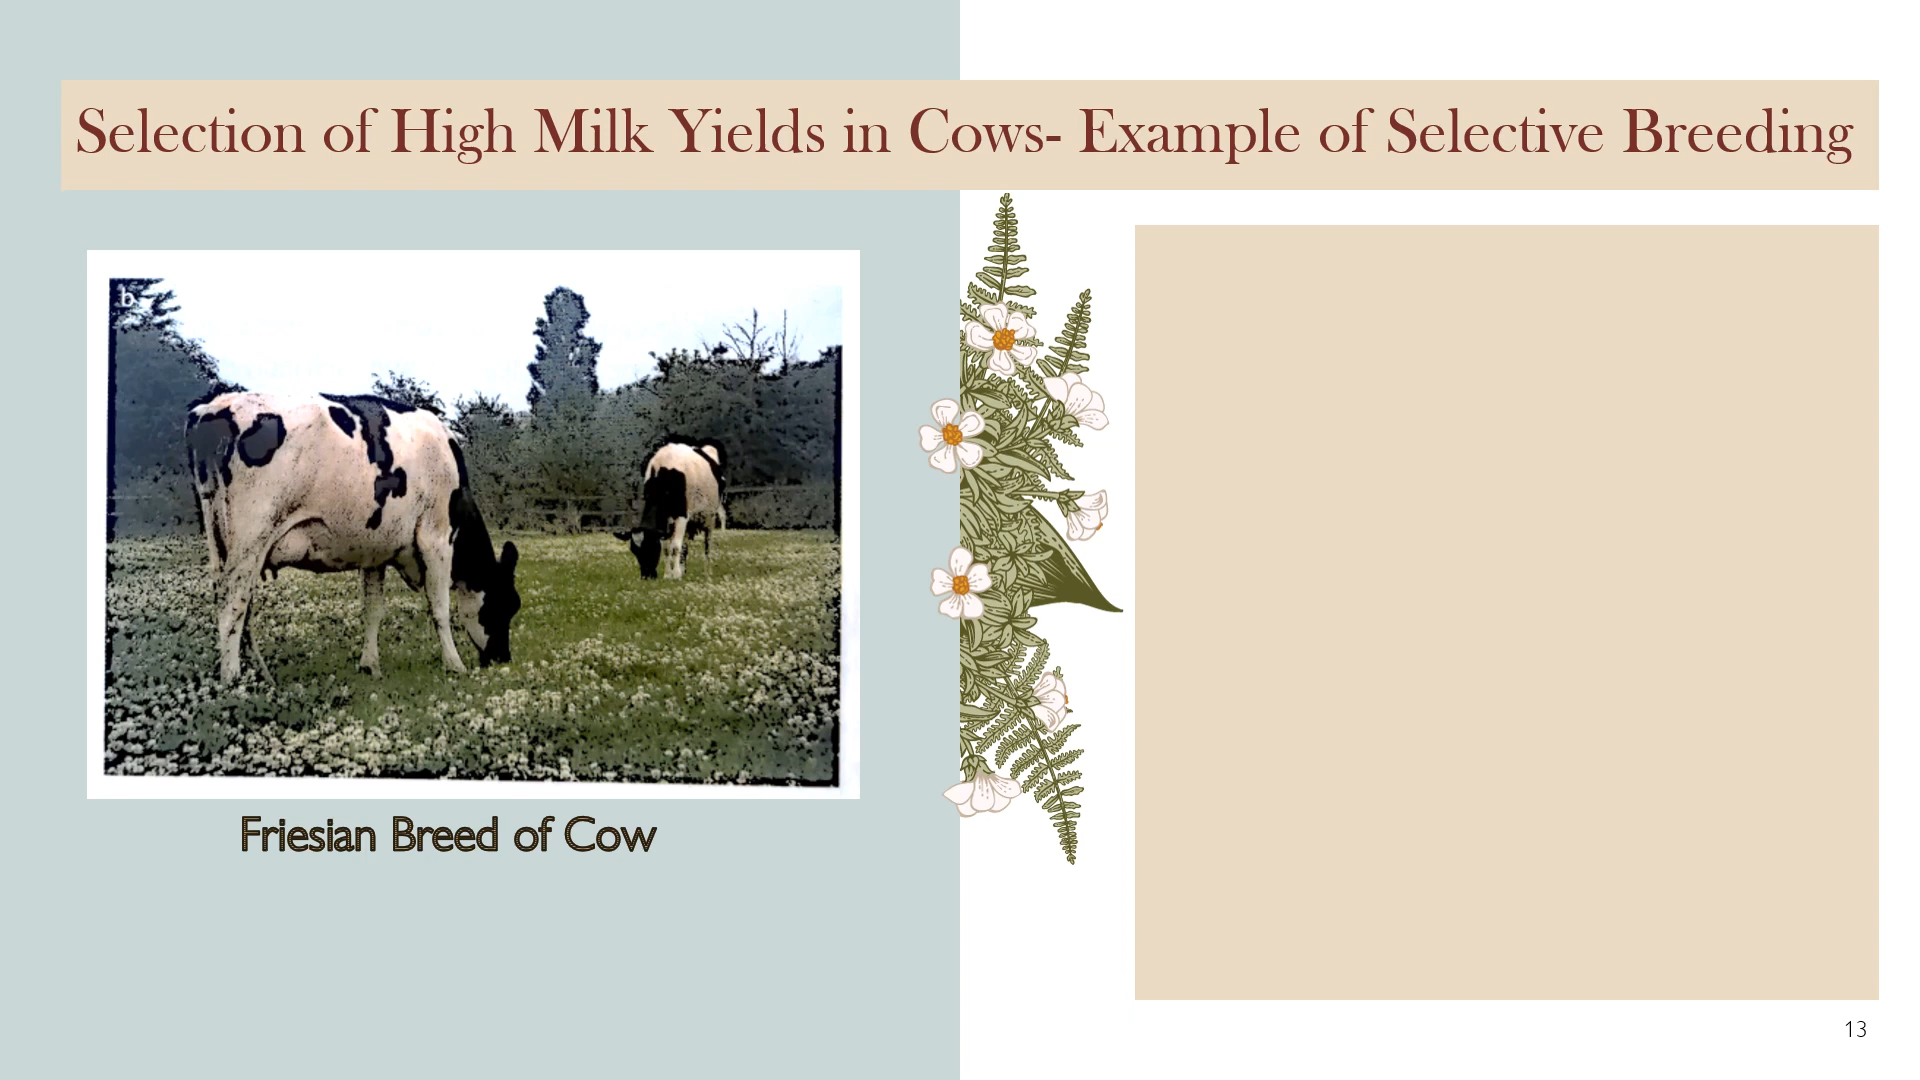 Selection of High Milk Yields in Cows- Example of Selective Breeding
b
Friesian Breed of Cow
13